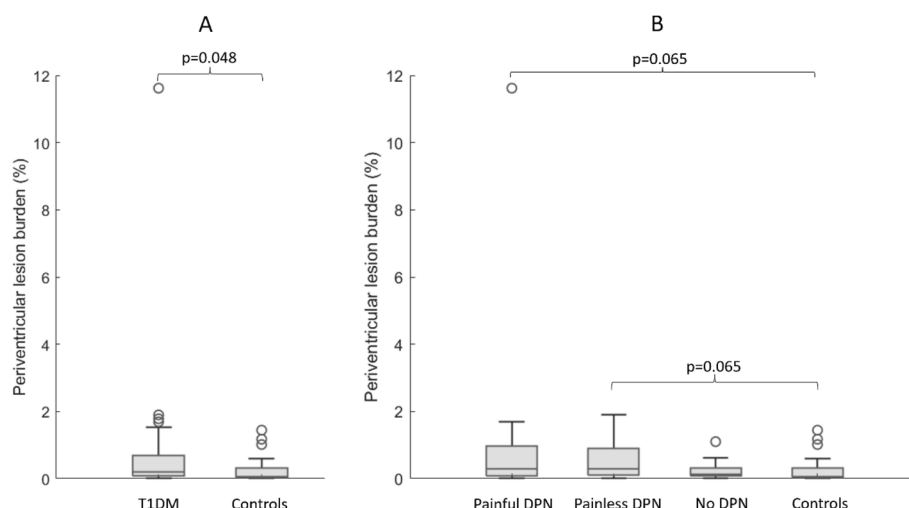 A
p=0.048
Periventricular lesion burden (%)
12
10
8
6
4
2
0
T1DM Controls
B
p=0.065
Periventricular lesion burden (%)
12
10
8
6
4
2
0
p=0.065
Painful DPN Painless DPN No DPN Controls